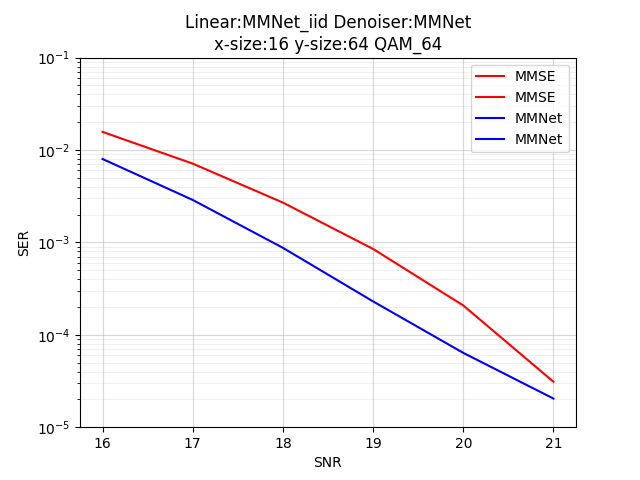 Linear:MMNet_iid Denoiser:MMNet
x-size:16 y-size:64 QAM_64
10⁻¹
MMSE
MMSE
MMNet
MMNet
10⁻²
SER
10⁻³
10⁻⁴
10⁻⁵
16 17 18 19 20 21
SNR